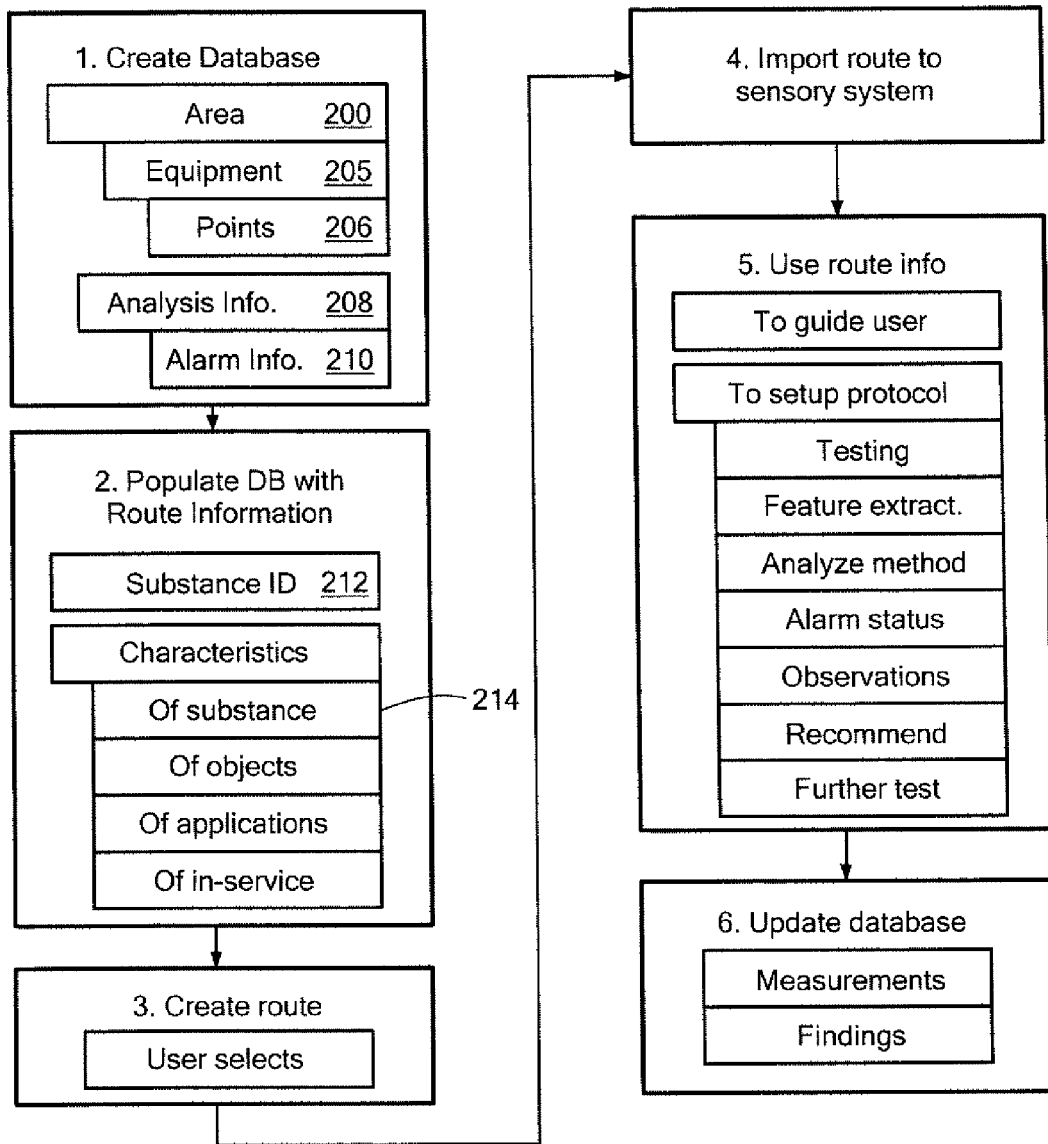 1. Create Database
Area 200
Equipment 205
Points 206
Analysis Info. 208
Alarm Info. 210
2. Populate DB with
Route Information
Substance ID 212
Characteristics
Of substance
214
Of objects
Of applications
Of in-service
3. Create route
User selects
4. Import route to
sensory system
5. Use route info
To guide user
To setup protocol
Testing
Feature extract.
Analyze method
Alarm status
Observations
Recommend
Further test
6. Update database
Measurements
Findings